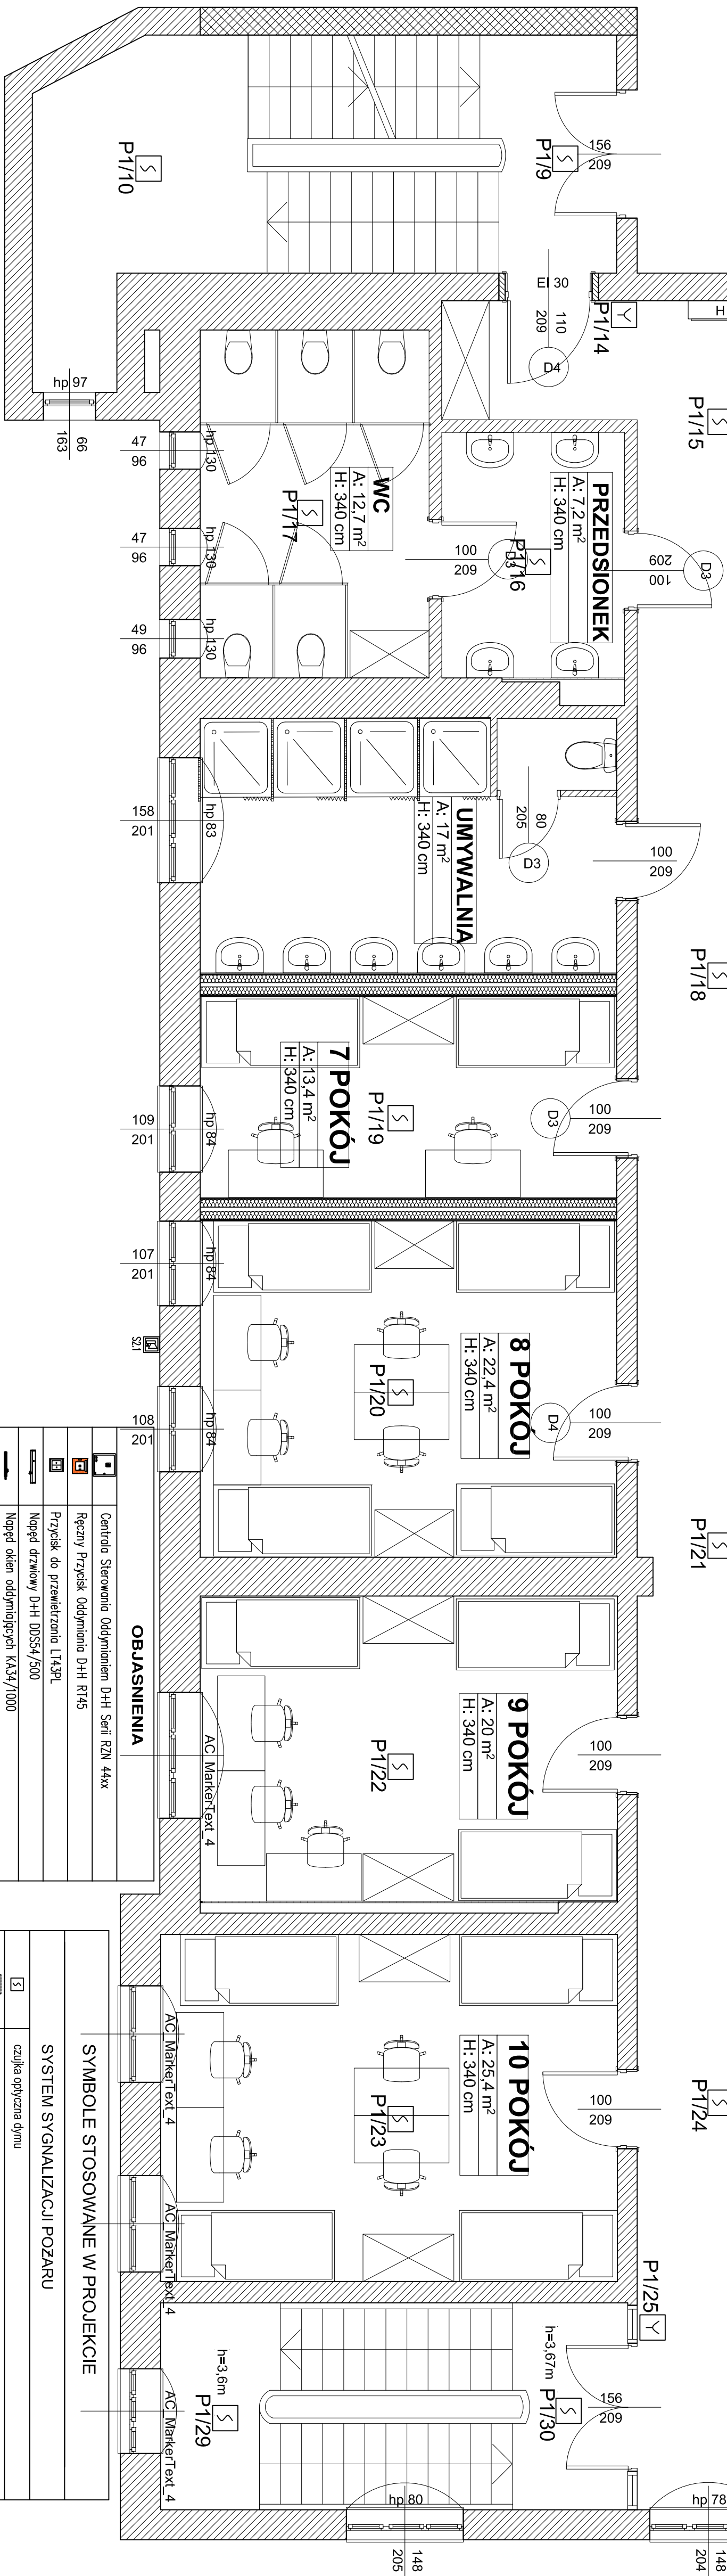 P1/10
P1/9
156
209
EI 30
110
209
D4
P1/14
H
P1/15
hp 97
66
163
47
96
hp 130
47
96
hp 130
49
96
hp 130
WC
A: 12,7 m²
H: 340 cm
P1/17
100
209
D3
P1/16
PRZEDSIONEK
A: 7,2 m²
H: 340 cm
100
209
D3
158
201
hp 83
UMYWALNIA
A: 17 m²
H: 340 cm
80
205
D3
100
209
P1/18
7 POKÓJ
A: 13,4 m²
H: 340 cm
P1/19
109
201
hp 84
D3
100
209
107
201
hp 84
S2.1
108
201
hp 84
8 POKÓJ
A: 22,4 m²
H: 340 cm
P1/20
D4
100
209
P1/21
9 POKÓJ
A: 20 m²
H: 340 cm
P1/22
100
209
AC_MarkerText_4
10 POKÓJ
A: 25,4 m²
H: 340 cm
P1/23
100
209
P1/24
AC_MarkerText_4
AC_MarkerText_4
AC_MarkerText_4
P1/25
h=3,67m
P1/30
156
209
h=3,6m
P1/29
hp 80
148
205
hp 78
148
204
OBJAŚNIENIA
Centrala Sterowania Oddymianiem D+H Serii RZN 44xx
Ręczny Przycisk Oddymiania D+H RT45
Przycisk do przewietrzania LT43PL
Napęd drzwiowy D+H DDS54/500
Napęd okien oddymiających KA34/1000
SYMBOLE STOSOWANE W PROJEKCIE
SYSTEM SYGNALIZACJI POŻARU
czujka optyczna dymu